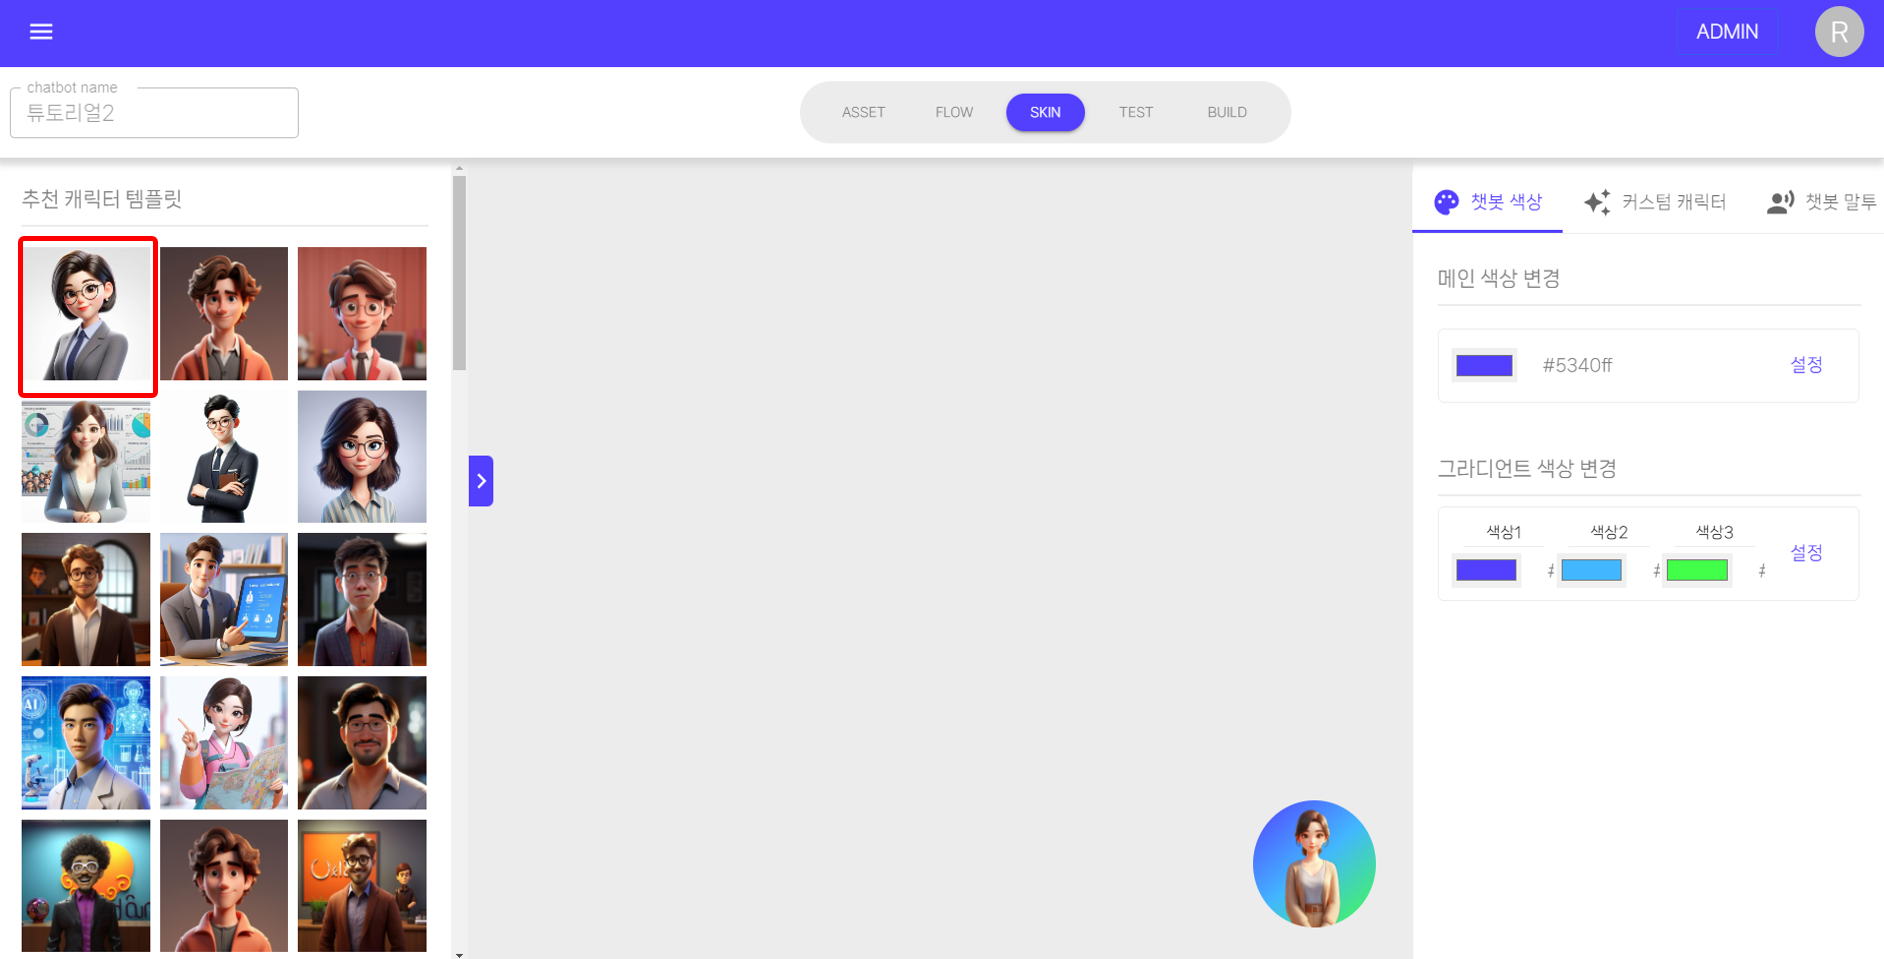 ADMIN
R
chatbot name
튜토리얼2
ASSET
FLOW
SKIN
TEST
BUILD
추천 캐릭터 템플릿
AI
챗봇 색상
커스텀 캐릭터
챗봇 말투
메인 색상 변경
#5340ff
설정
그라디언트 색상 변경
색상1
색상2
색상3
#
#
#
설정